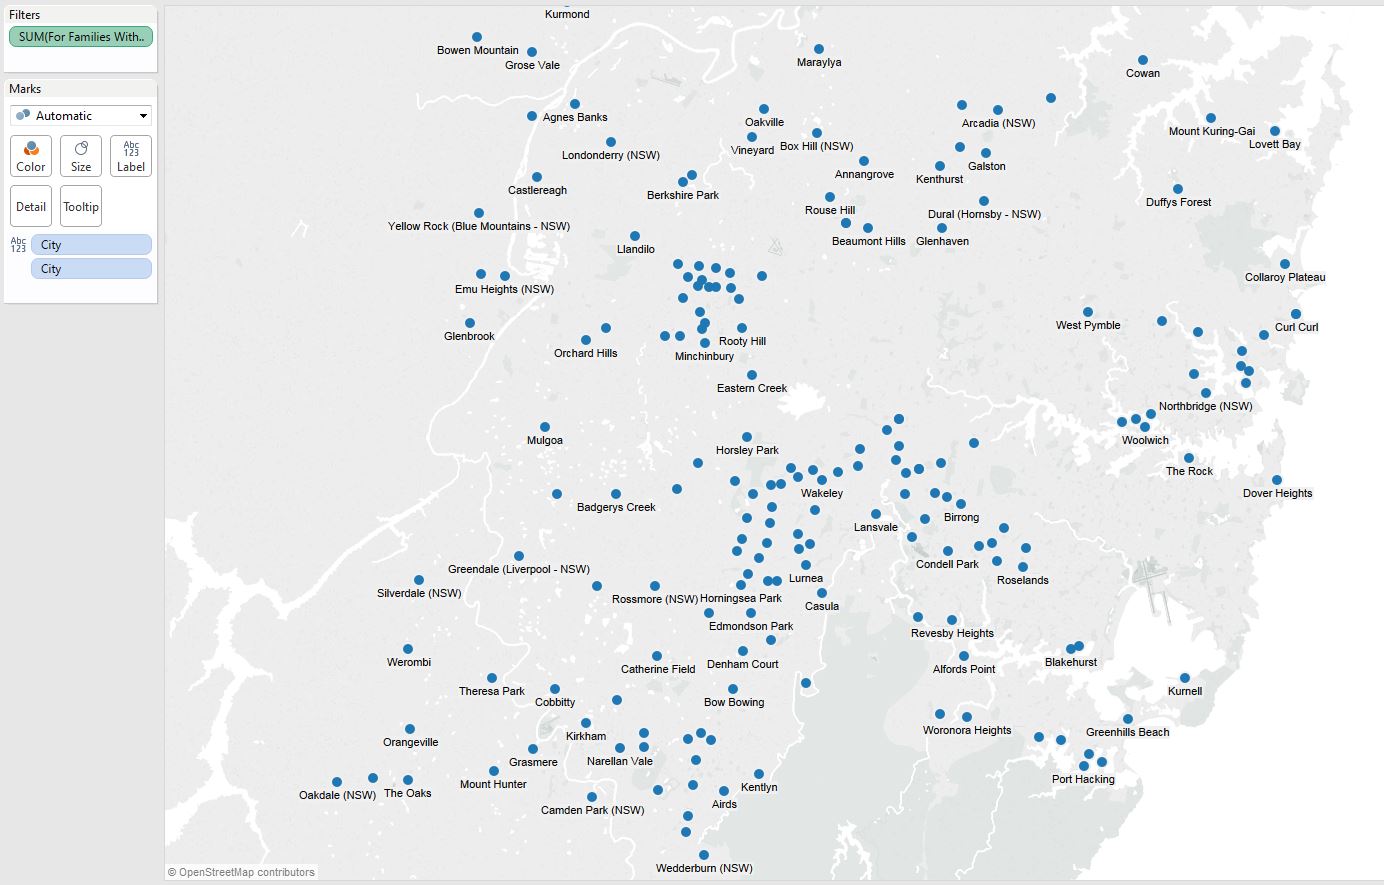 Filters
SUM(For Families With..
Marks
Automatic
Color
Size
Abc
123
Label
Detail
Tooltip
Abc
123
City
City
Kurmond
Bowen Mountain
Grose Vale
Maraylya
Cowan
Agnes Banks
Oakville
Arcadia (NSW)
Mount Kuring-Gai
Lovett Bay
Londonderry (NSW)
Vineyard
Box Hill (NSW)
Annangrove
Galston
Kenthurst
Castlereagh
Berkshire Park
Duffys Forest
Rouse Hill
Dural (Hornsby - NSW)
Yellow Rock (Blue Mountains - NSW)
Beaumont Hills
Glenhaven
Llandilo
Collaroy Plateau
Emu Heights (NSW)
West Pymble
Curl Curl
Glenbrook
Orchard Hills
Rooty Hill
Minchinbury
Eastern Creek
Northbridge (NSW)
Mulgoa
Woolwich
Horsley Park
The Rock
Wakeley
Dover Heights
Badgerys Creek
Birrong
Lansvale
Greendale (Liverpool - NSW)
Condell Park
Lurnea
Roselands
Silverdale (NSW)
Rossmore (NSW)
Horningsea Park
Casula
Edmondson Park
Revesby Heights
Werombi
Catherine Field
Denham Court
Alfords Point
Blakehurst
Theresa Park
Cobbitty
Bow Bowing
Kurnell
Orangeville
Kirkham
Woronora Heights
Greenhills Beach
Grasmere
Narellan Vale
Mount Hunter
Kentlyn
Port Hacking
Oakdale (NSW)
The Oaks
Camden Park (NSW)
Airds
Wedderburn (NSW)
© OpenStreetMap contributors